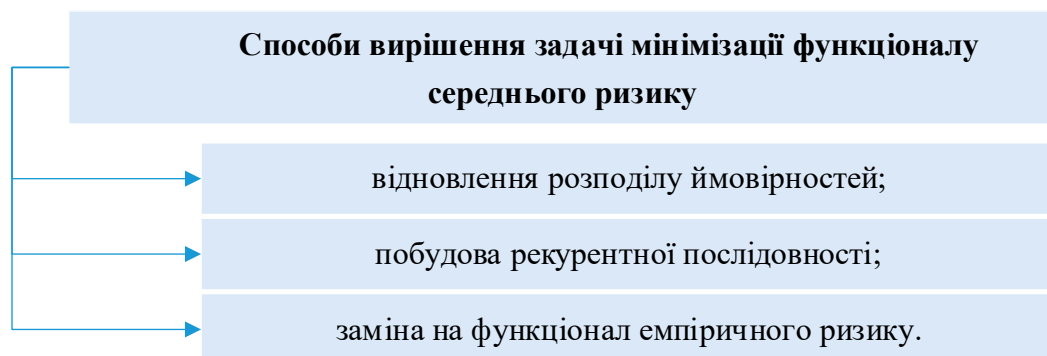 Способи вирішення задачі мінімізації функціоналу
середнього ризику
відновлення розподілу ймовірностей;
побудова рекурентної послідовності;
заміна на функціонал емпіричного ризику.